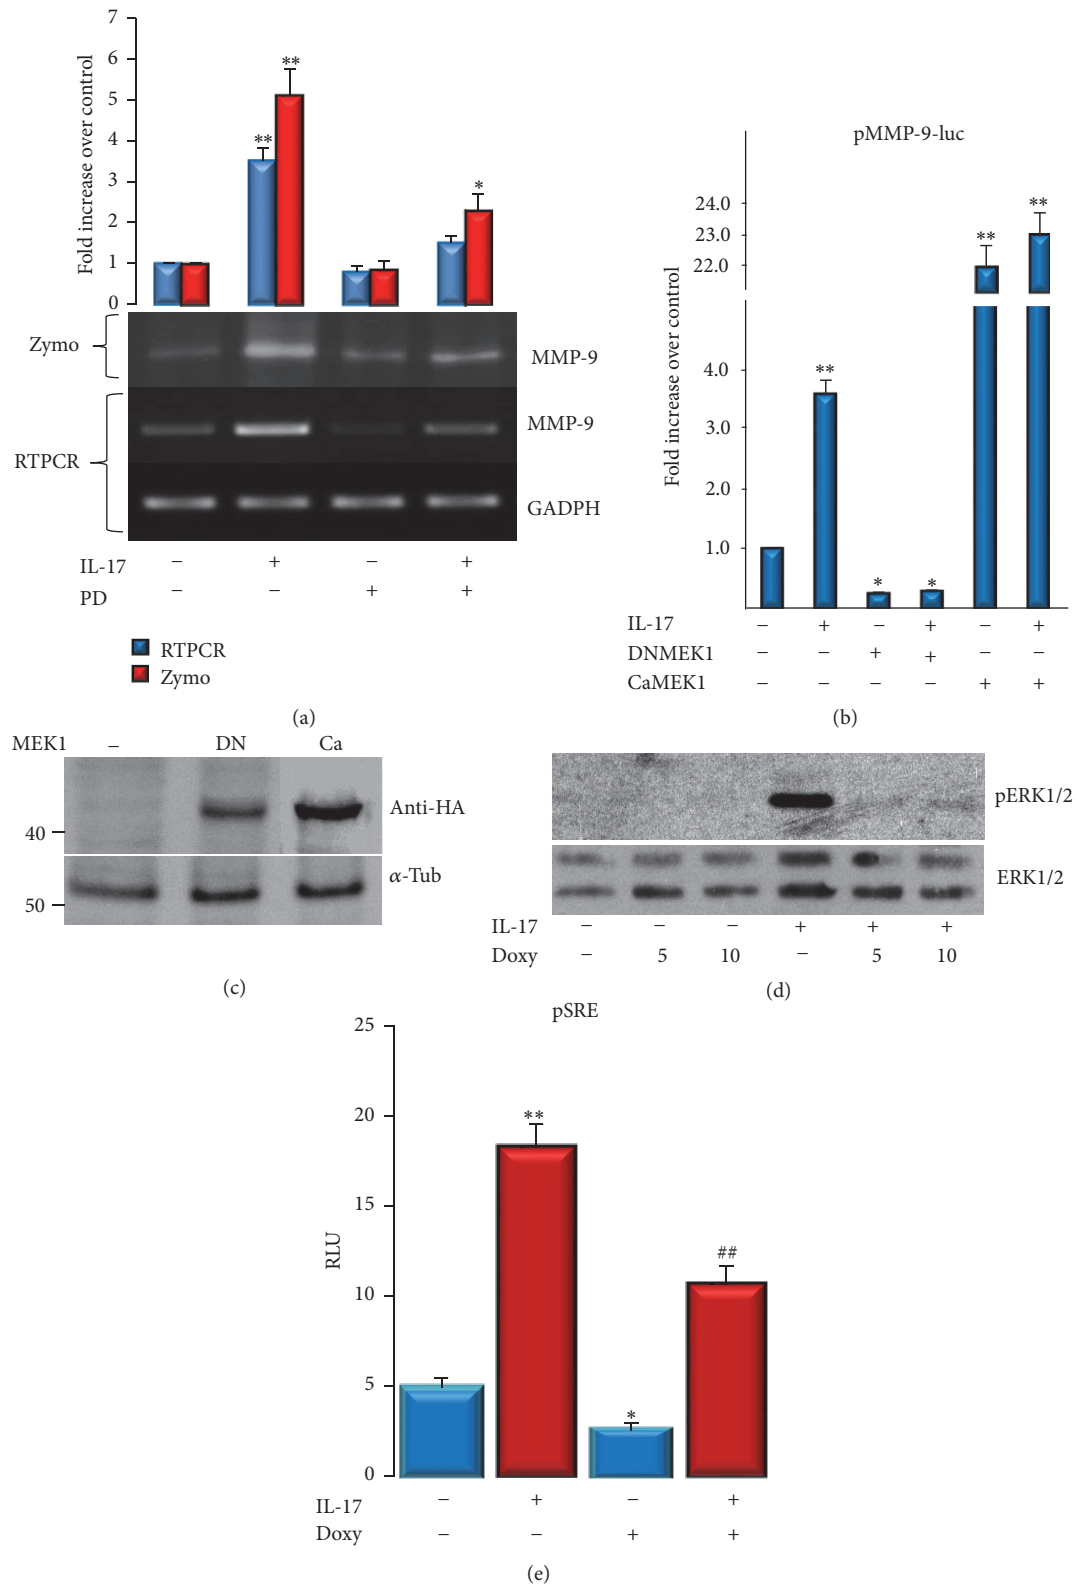 7
6
5
4
3
2
1
0
Fold increase over control
**
**
*
Zymo
MMP-9
RTPCR
MMP-9
GADPH
IL-17 − + − +
PD − − + +
RTPCR
Zymo
(a)
pMMP-9-luc
24.0
23.0
22.0
4.0
3.0
2.0
1.0
Fold increase over control
**
*
*
**
**
IL-17 − + − + − +
DNMEK1 − − + + − −
CaMEK1 − − − − + +
(b)
MEK1 − DN Ca
Anti-HA
40
α-Tub
50
(c)
pERK1/2
ERK1/2
IL-17 − − − + + +
Doxy − 5 10 − 5 10
(d)
pSRE
25
20
15
10
5
0
RLU
**
*
##
IL-17 − + − +
Doxy − − + +
(e)